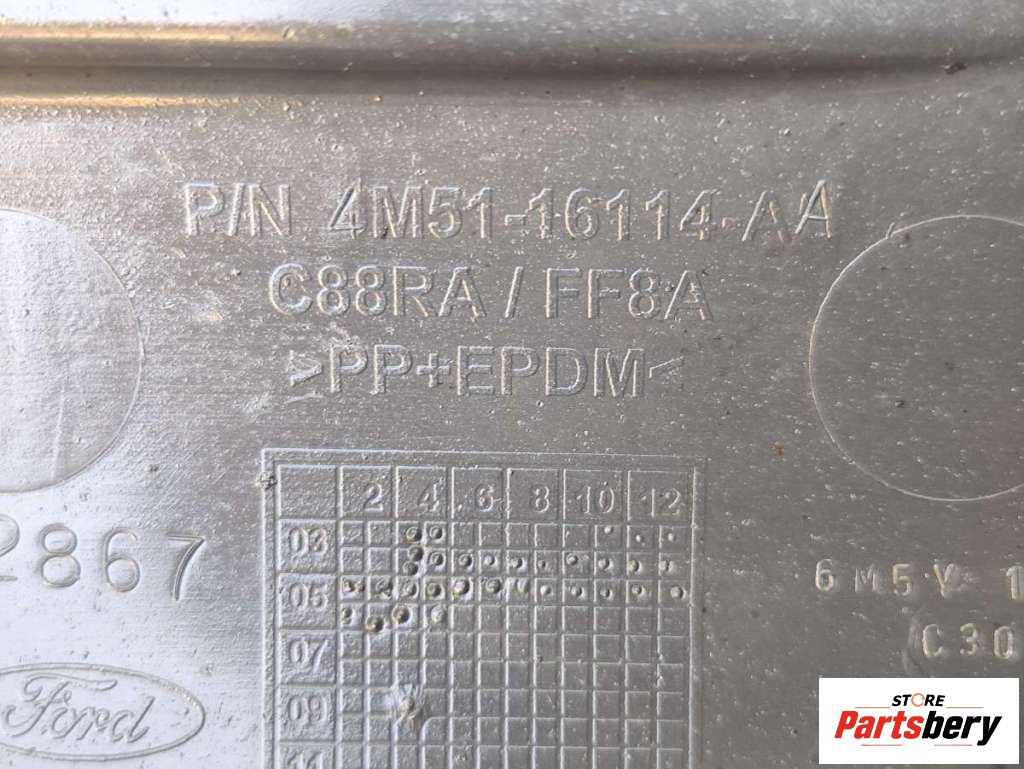 P/N 4M51-16114-AA
C88RA / FF8A
>PP+EPDM<
2 4 6 8 10 12
03
05
07
09
2867
6M5Y-1
C30
Ford
STORE
Partsbery